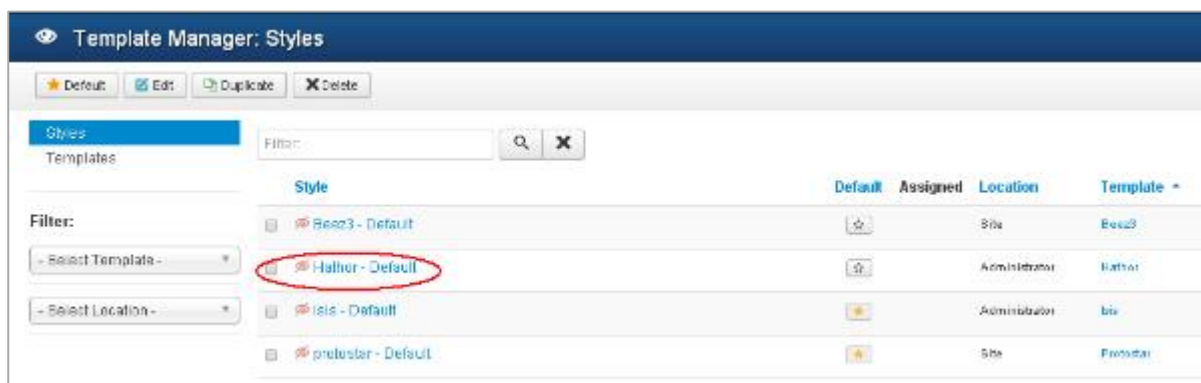 Template Manager: Styles
Default Edit Duplicate Delete
Styles
Templates
Filter:
Style Default Assigned Location Template
Filter:
Beez3 - Default Site Beez3
- Select Template -
Hathor - Default Administrator Hathor
- Select Location -
Isis - Default Administrator Isis
protostar - Default Site Protostar